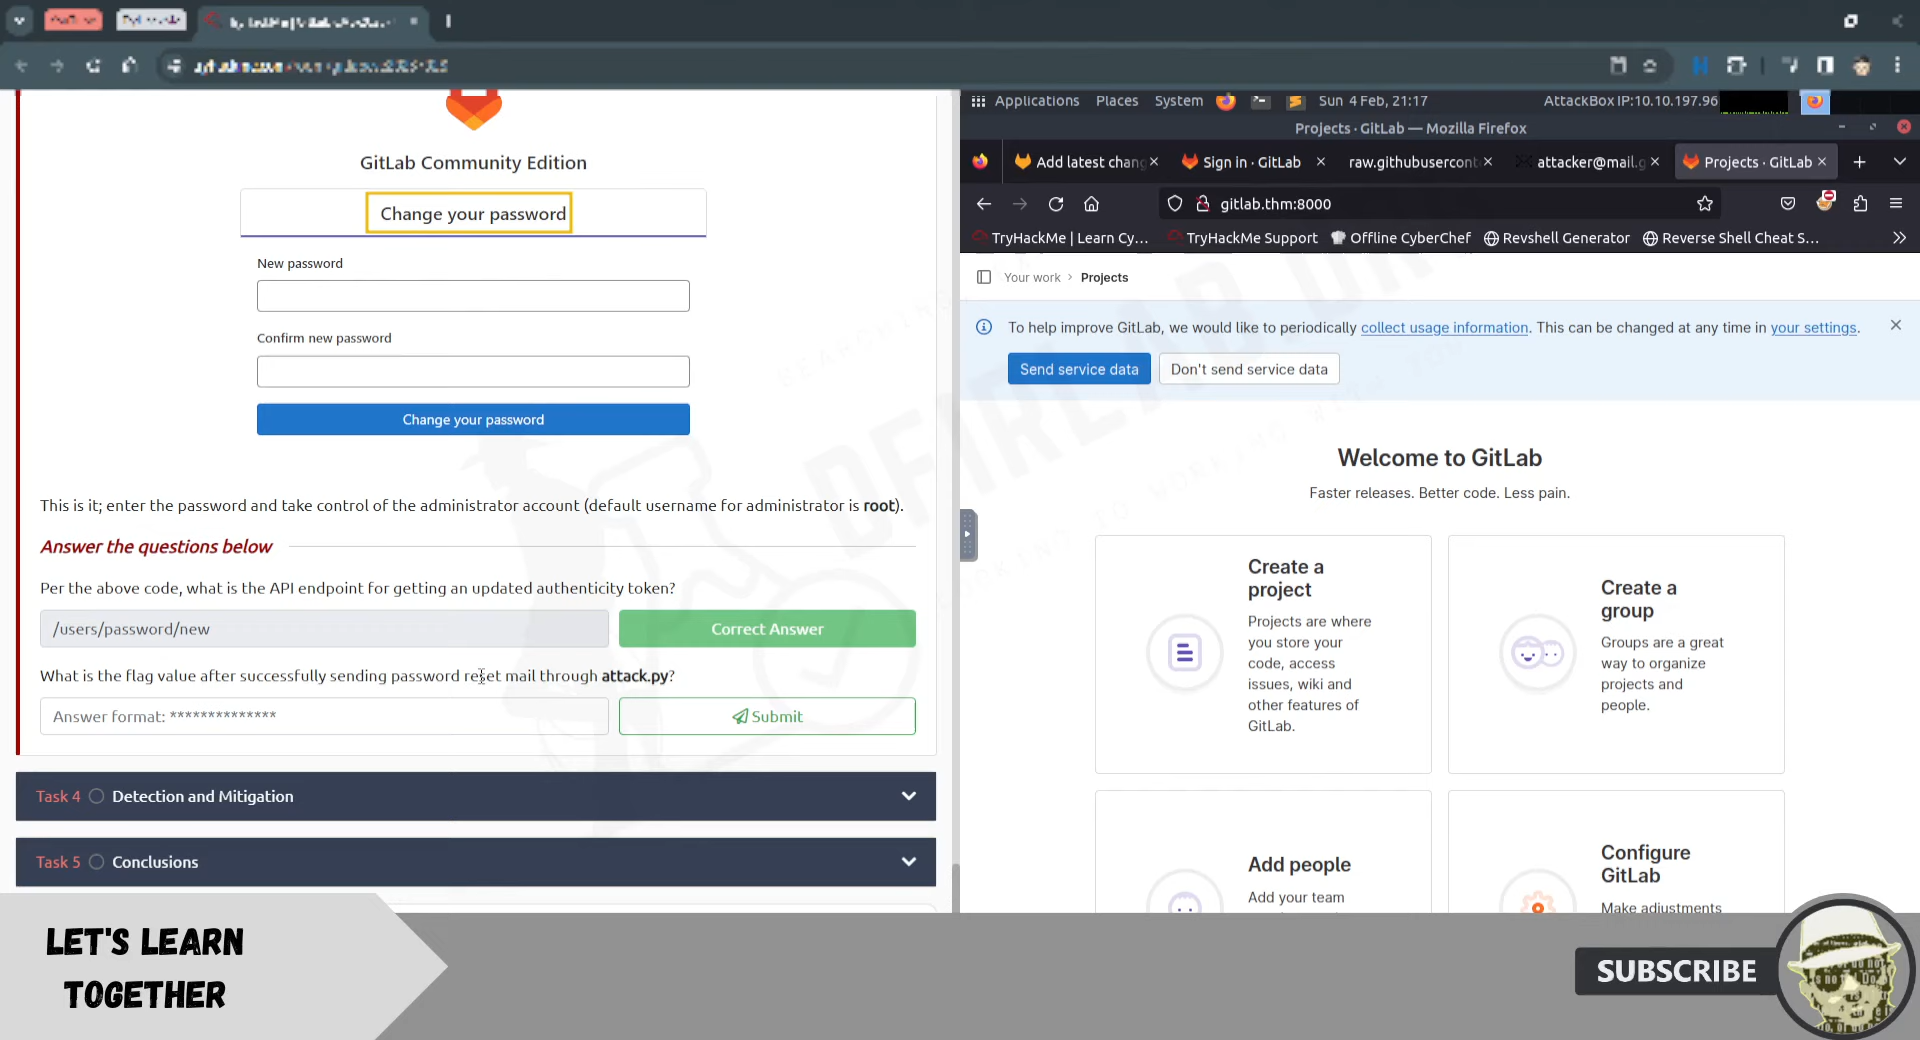 GitLab Community Edition
Change your password
New password
Confirm new password
Change your password
This is it; enter the password and take control of the administrator account (default username for administrator is root).
Answer the questions below
Per the above code, what is the API endpoint for getting an updated authenticity token?
/users/password/new
Correct Answer
What is the flag value after successfully sending password reset mail through attack.py?
Answer format: **************
Submit
Task 4 Detection and Mitigation
Task 5 Conclusions
Applications Places System Sun 4 Feb, 21:17 AttackBox IP:10.10.197.96
Projects · GitLab — Mozilla Firefox
Add latest chang
Sign in · GitLab
raw.githubusercont
attacker@mail.g
Projects · GitLab
gitlab.thm:8000
TryHackMe | Learn Cy…
TryHackMe Support
Offline CyberChef
Revshell Generator
Reverse Shell Cheat S…
Your work > Projects
To help improve GitLab, we would like to periodically collect usage information. This can be changed at any time in your settings.
Send service data
Don't send service data
Welcome to GitLab
Faster releases. Better code. Less pain.
Create a
project
Projects are where
you store your
code, access
issues, wiki and
other features of
GitLab.
Create a
group
Groups are a great
way to organize
projects and
people.
Add people
Add your team
Configure
GitLab
Make adjustments
DFIRLAB.
LET'S LEARN
TOGETHER
SUBSCRIBE